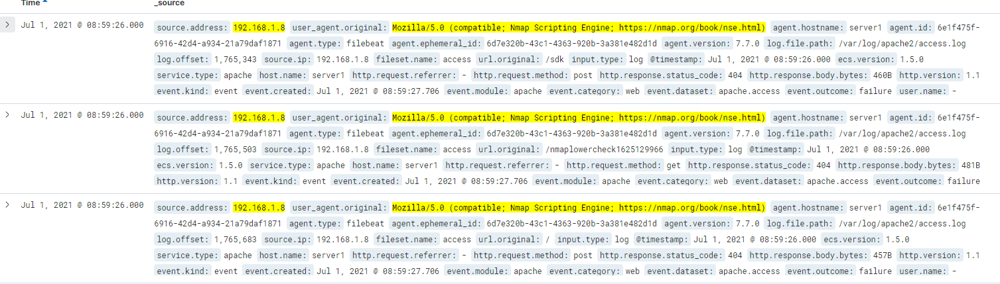 Time _source
> Jul 1, 2021 @ 08:59:26.000 source.address: 192.168.1.8 user_agent.original: Mozilla/5.0 (compatible; Nmap Scripting Engine; https://nmap.org/book/nse.html) agent.hostname: server1 agent.id: 6e1f475f-
6916-42d4-a934-21a79daf1871 agent.type: filebeat agent.ephemeral_id: 6d7e320b-43c1-4363-920b-3a381e482d1d agent.version: 7.7.0 log.file.path: /var/log/apache2/access.log
log.offset: 1,765,343 source.ip: 192.168.1.8 fileset.name: access url.original: /sdk input.type: log @timestamp: Jul 1, 2021 @ 08:59:26.000 ecs.version: 1.5.0
service.type: apache host.name: server1 http.request.referrer: - http.request.method: post http.response.status_code: 404 http.response.body.bytes: 460B http.version: 1.1
event.kind: event event.created: Jul 1, 2021 @ 08:59:27.706 event.module: apache event.category: web event.dataset: apache.access event.outcome: failure user.name: -
> Jul 1, 2021 @ 08:59:26.000 source.address: 192.168.1.8 user_agent.original: Mozilla/5.0 (compatible; Nmap Scripting Engine; https://nmap.org/book/nse.html) agent.hostname: server1 agent.id: 6e1f475f-
6916-42d4-a934-21a79daf1871 agent.type: filebeat agent.ephemeral_id: 6d7e320b-43c1-4363-920b-3a381e482d1d agent.version: 7.7.0 log.file.path: /var/log/apache2/access.log
log.offset: 1,765,503 source.ip: 192.168.1.8 fileset.name: access url.original: /nmaplowercheck1625129966 input.type: log @timestamp: Jul 1, 2021 @ 08:59:26.000
ecs.version: 1.5.0 service.type: apache host.name: server1 http.request.referrer: - http.request.method: get http.response.status_code: 404 http.response.body.bytes: 481B
http.version: 1.1 event.kind: event event.created: Jul 1, 2021 @ 08:59:27.706 event.module: apache event.category: web event.dataset: apache.access event.outcome: failure
> Jul 1, 2021 @ 08:59:26.000 source.address: 192.168.1.8 user_agent.original: Mozilla/5.0 (compatible; Nmap Scripting Engine; https://nmap.org/book/nse.html) agent.hostname: server1 agent.id: 6e1f475f-
6916-42d4-a934-21a79daf1871 agent.type: filebeat agent.ephemeral_id: 6d7e320b-43c1-4363-920b-3a381e482d1d agent.version: 7.7.0 log.file.path: /var/log/apache2/access.log
log.offset: 1,765,683 source.ip: 192.168.1.8 fileset.name: access url.original: / input.type: log @timestamp: Jul 1, 2021 @ 08:59:26.000 ecs.version: 1.5.0
service.type: apache host.name: server1 http.request.referrer: - http.request.method: post http.response.status_code: 404 http.response.body.bytes: 457B http.version: 1.1
event.kind: event event.created: Jul 1, 2021 @ 08:59:27.706 event.module: apache event.category: web event.dataset: apache.access event.outcome: failure user.name: -